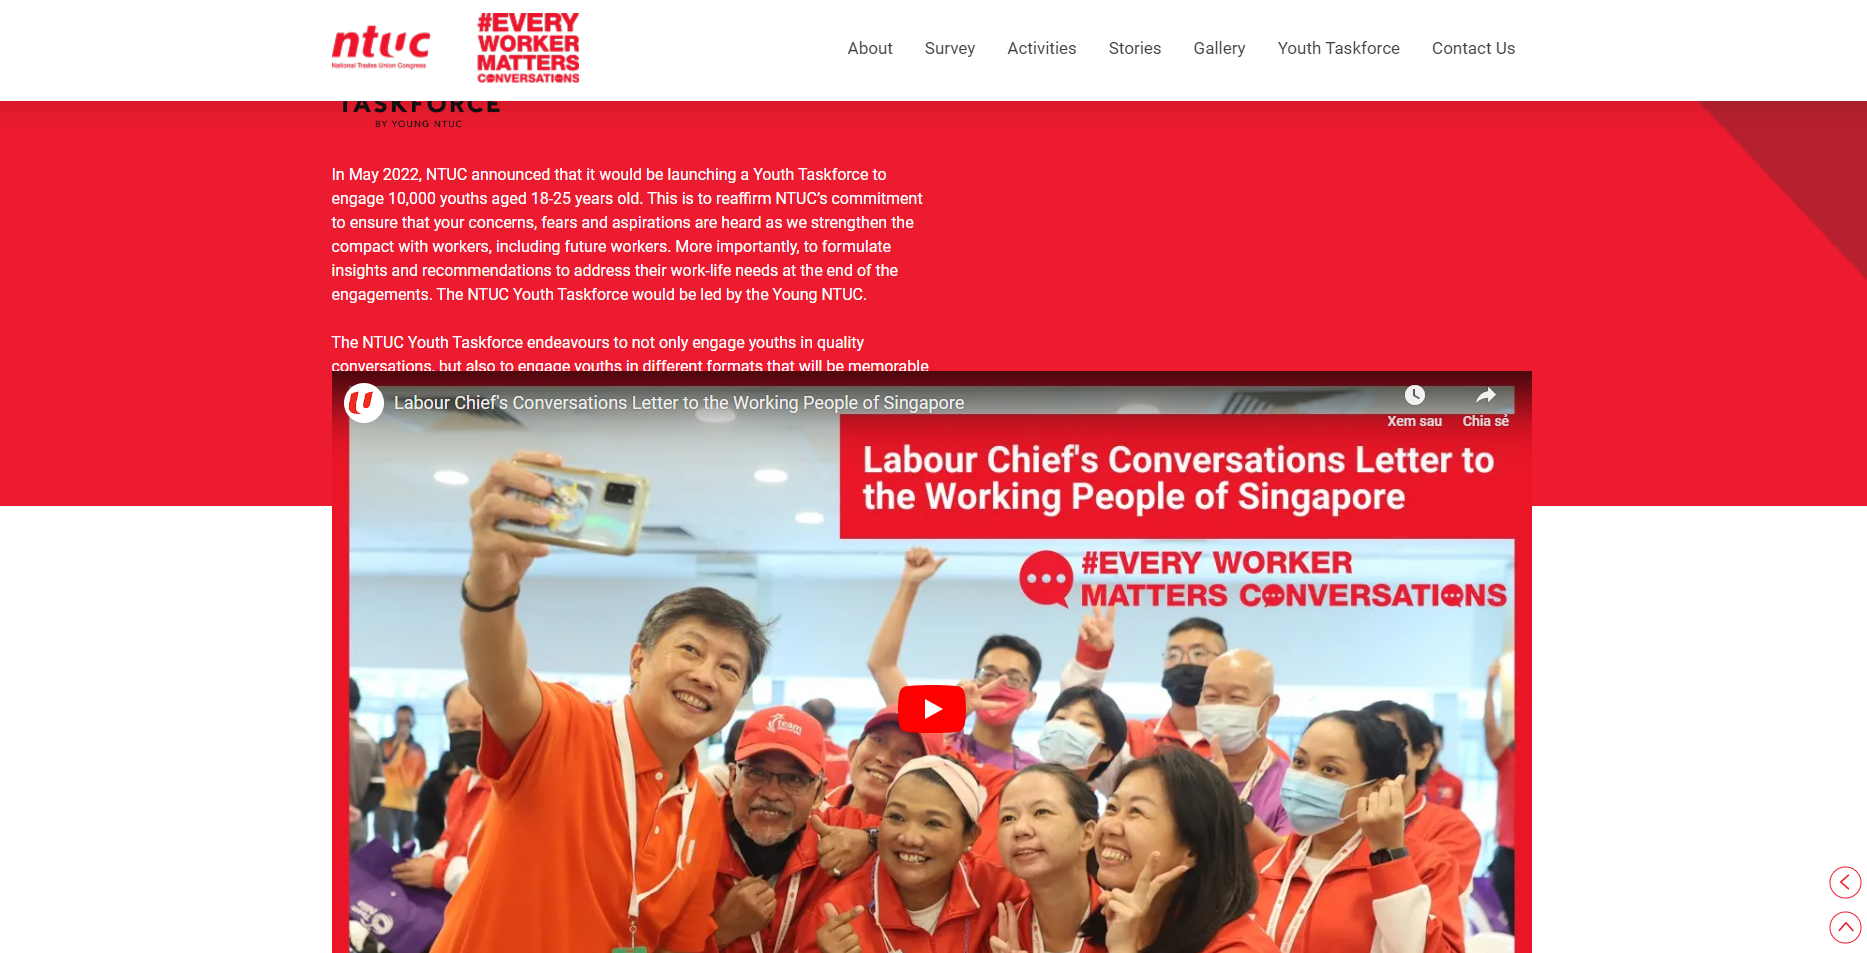 ntuc
National Trades Union Congress
#EVERY
WORKER
MATTERS
CONVERSATIONS
About
Survey
Activities
Stories
Gallery
Youth Taskforce
Contact Us
TASKFORCE
BY YOUNG NTUC
In May 2022, NTUC announced that it would be launching a Youth Taskforce to
engage 10,000 youths aged 18-25 years old. This is to reaffirm NTUC’s commitment
to ensure that your concerns, fears and aspirations are heard as we strengthen the
compact with workers, including future workers. More importantly, to formulate
insights and recommendations to address their work-life needs at the end of the
engagements. The NTUC Youth Taskforce would be led by the Young NTUC.
The NTUC Youth Taskforce endeavours to not only engage youths in quality
conversations, but also to engage youths in different formats that will be memorable
Labour Chief's Conversations Letter to the Working People of Singapore
Xem sau
Chia sẻ
Labour Chief's Conversations Letter to
the Working People of Singapore
#EVERY WORKER
MATTERS CONVERSATIONS
team